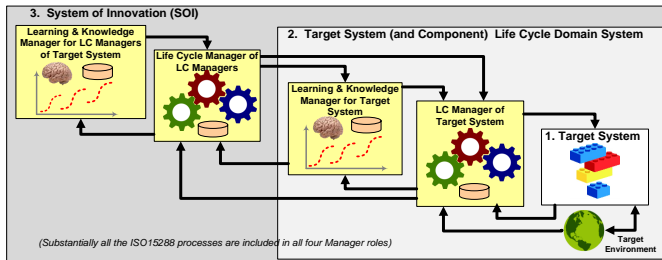 3.  System of Innovation (SOI)
Learning & Knowledge
Manager for LC Managers
of Target System
Life Cycle Manager of
LC Managers
2.  Target System (and Component)  Life Cycle Domain System
Learning & Knowledge
Manager for Target
System
LC Manager of
Target System
1. Target System
Target
Environment
(Substantially all the ISO15288 processes are included in all four Manager roles)